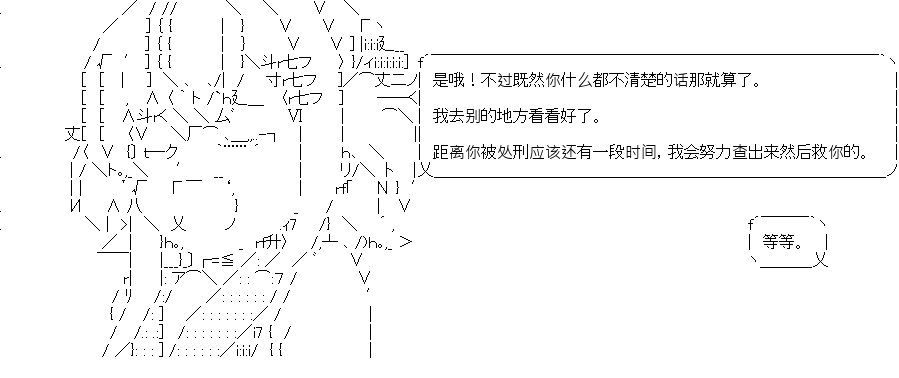 是哦！不过既然你什么都不清楚的话那就算了。
我去别的地方看看好了。
距离你被处刑应该还有一段时间，我会努力查出来然后救你的。
等等。